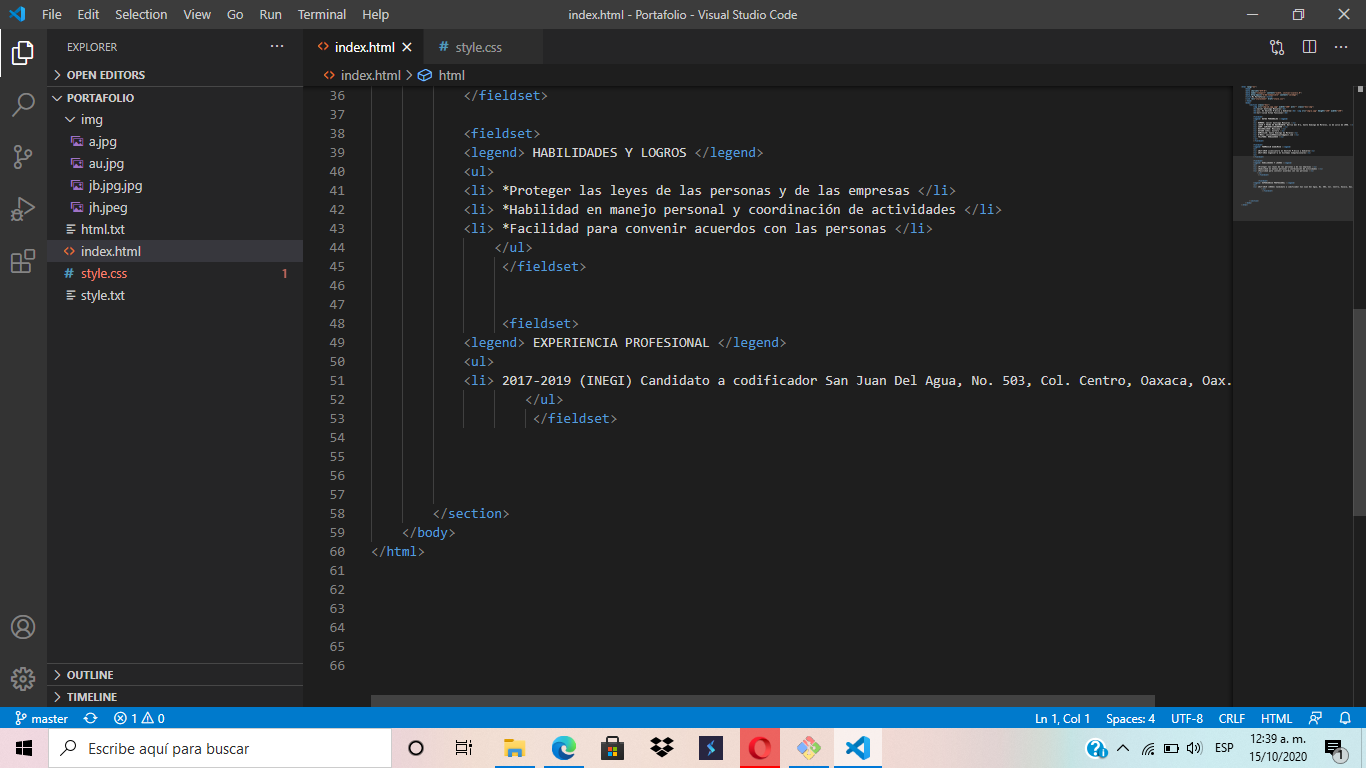 File Edit Selection View Go Run Terminal Help index.html - Portafolio - Visual Studio Code
EXPLORER
OPEN EDITORS
PORTAFOLIO
img
a.jpg
au.jpg
jb.jpg.jpg
jh.jpeg
html.txt
index.html
style.css 1
style.txt
OUTLINE
TIMELINE
index.html style.css
index.html > html
36 </fieldset>
37
38 <fieldset>
39 <legend> HABILIDADES Y LOGROS </legend>
40 <ul>
41 <li> *Proteger las leyes de las personas y de las empresas </li>
42 <li> *Habilidad en manejo personal y coordinación de actividades </li>
43 <li> *Facilidad para convenir acuerdos con las personas </li>
44 </ul>
45 </fieldset>
46
47
48 <fieldset>
49 <legend> EXPERIENCIA PROFESIONAL </legend>
50 <ul>
51 <li> 2017-2019 (INEGI) Candidato a codificador San Juan Del Agua, No. 503, Col. Centro, Oaxaca, Oax.
52 </ul>
53 </fieldset>
54
55
56
57
58 </section>
59 </body>
60 </html>
61
62
63
64
65
66
master 1 0 Ln 1, Col 1 Spaces: 4 UTF-8 CRLF HTML
Escribe aquí para buscar
ESP
12:39 a. m.
15/10/2020
1